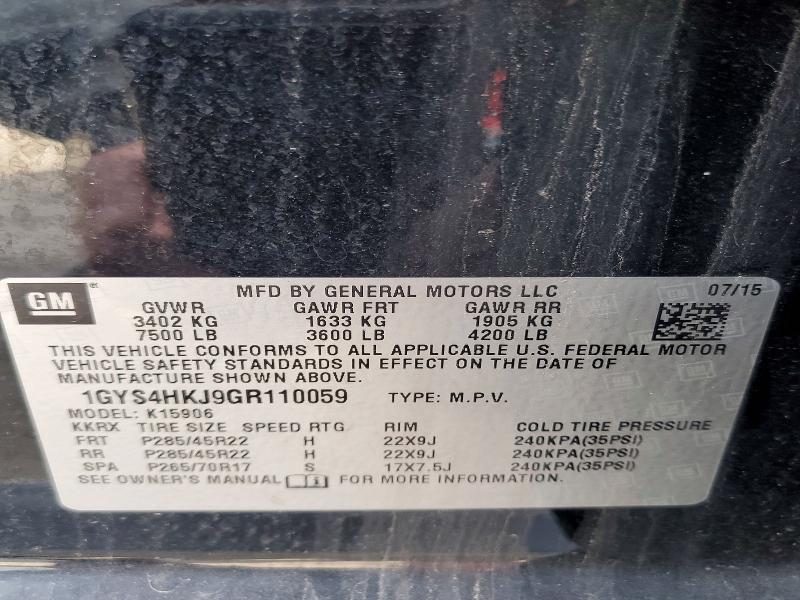 GM
MFD BY GENERAL MOTORS LLC 07/15
GVWR GAWR FRT GAWR RR
3402 KG 1633 KG 1905 KG
7500 LB 3600 LB 4200 LB
THIS VEHICLE CONFORMS TO ALL APPLICABLE U.S. FEDERAL MOTOR
VEHICLE SAFETY STANDARDS IN EFFECT ON THE DATE OF
MANUFACTURE SHOWN ABOVE.
1GYS4HKJ9GR110059 TYPE: M.P.V.
MODEL: K15906
KKRX TIRE SIZE SPEED RTG RIM COLD TIRE PRESSURE
FRT P285/45R22 H 22X9J 240KPA(35PSI)
RR P285/45R22 H 22X9J 240KPA(35PSI)
SPA P265/70R17 S 17X7.5J 240KPA(35PSI)
SEE OWNER'S MANUAL FOR MORE INFORMATION.